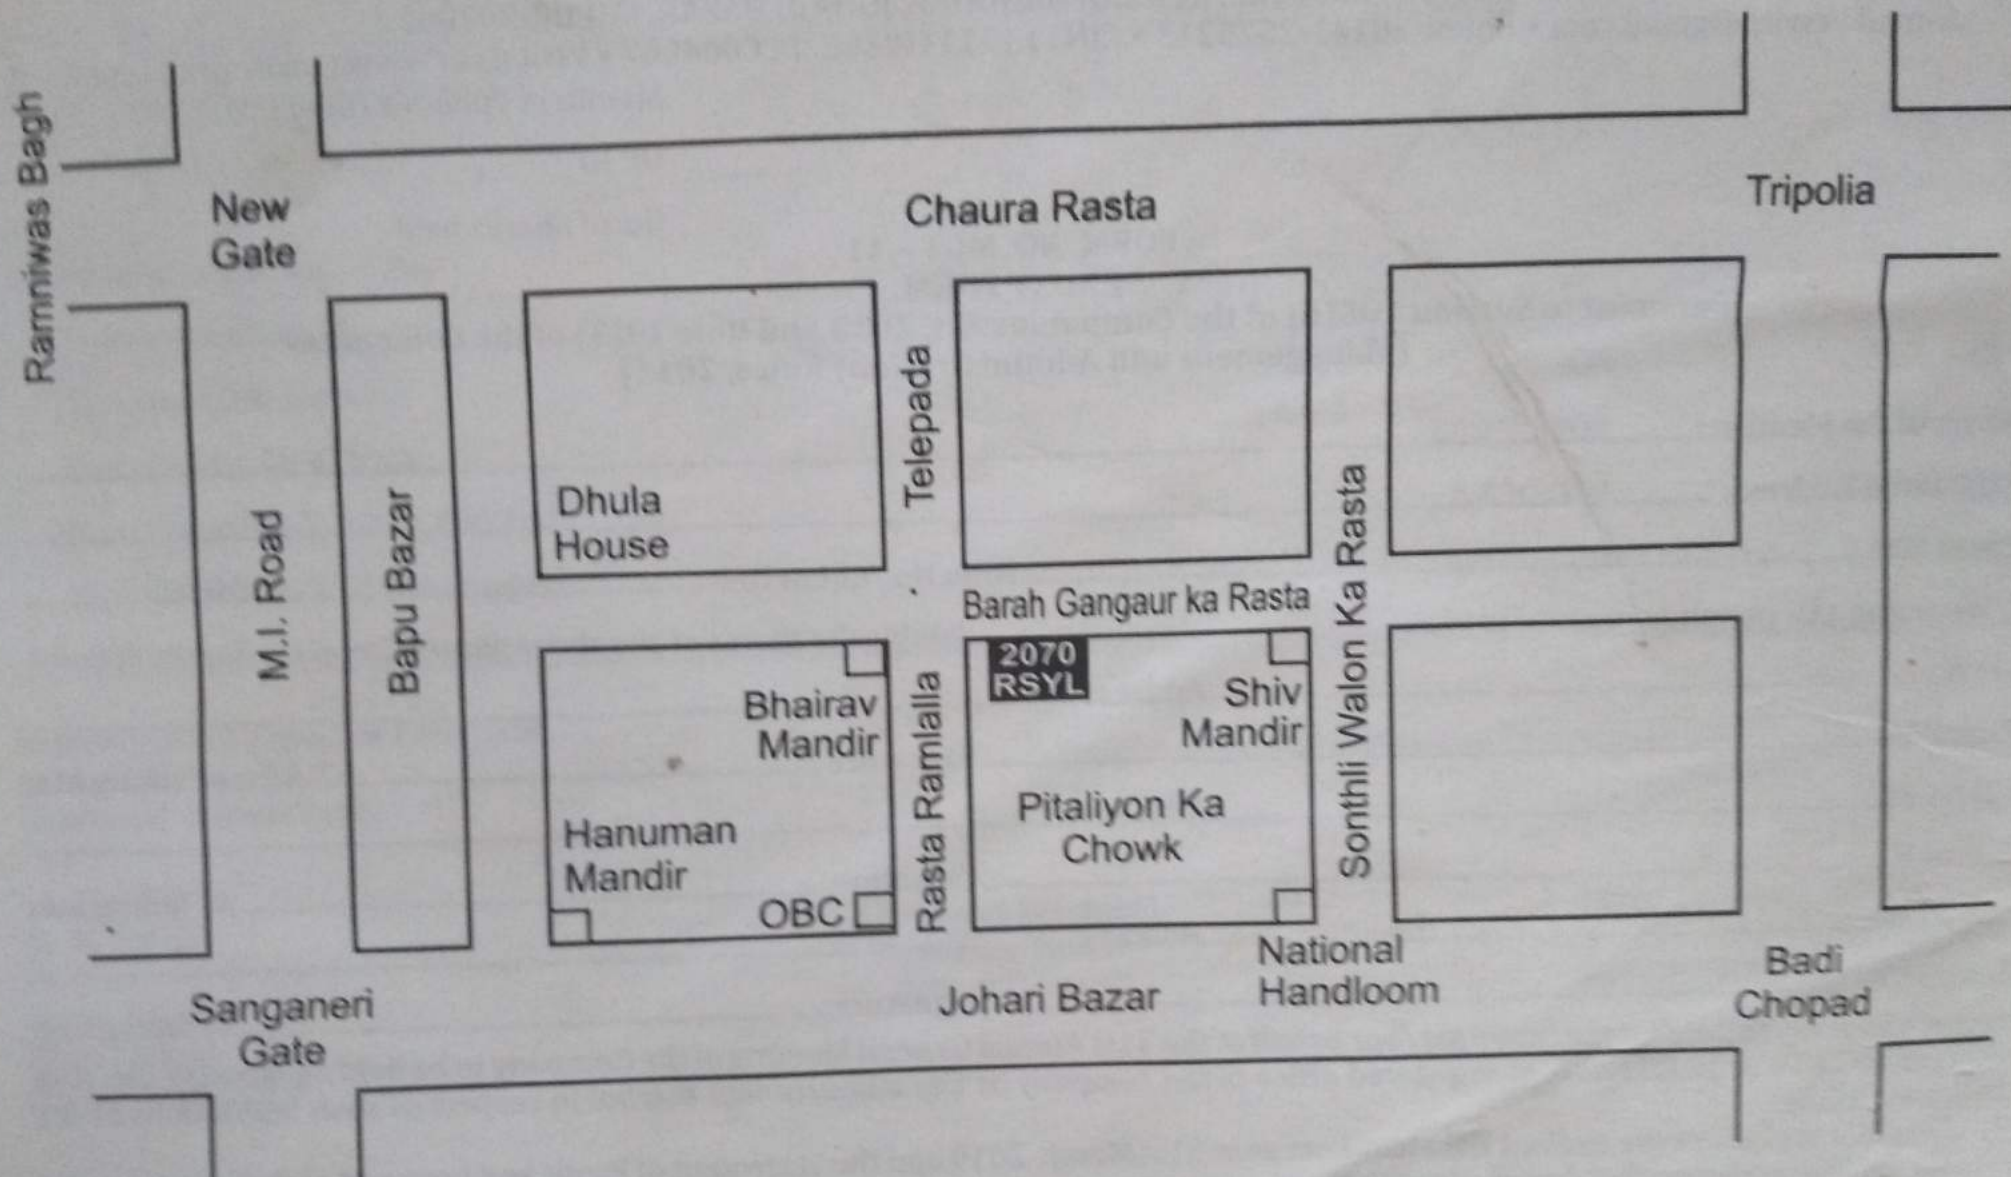 Ramniwas Bagh
New
Gate
Chaura Rasta
Tripolia
M.I. Road
Bapu Bazar
Dhula
House
Telepada
Barah Gangaur ka Rasta
Sonthli Walon Ka Rasta
Bhairav
Mandir
Hanuman
Mandir
OBC
Rasta Ramlalla
2070
RSYL
Shiv
Mandir
Pitaliyon Ka
Chowk
Sanganeri
Gate
Johari Bazar
National
Handloom
Badi
Chopad